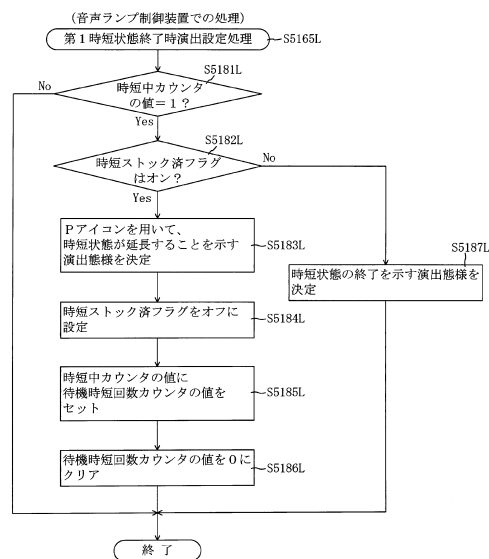 (音声ランプ制御装置での処理)
第１時短状態終了時演出設定処理
S5165L
S5181L
時短中カウンタ
の値＝１？
No
Yes
S5182L
時短ストック済フラグ
はオン？
No
Yes
Ｐアイコンを用いて、
時短状態が延長することを示す
演出態様を決定
S5183L
S5187L
時短状態の終了を示す演出態様を
決定
時短ストック済フラグをオフに
設定
S5184L
時短中カウンタの値に
待機時短回数カウンタの値を
セット
S5185L
待機時短回数カウンタの値を０に
クリア
S5186L
終 了